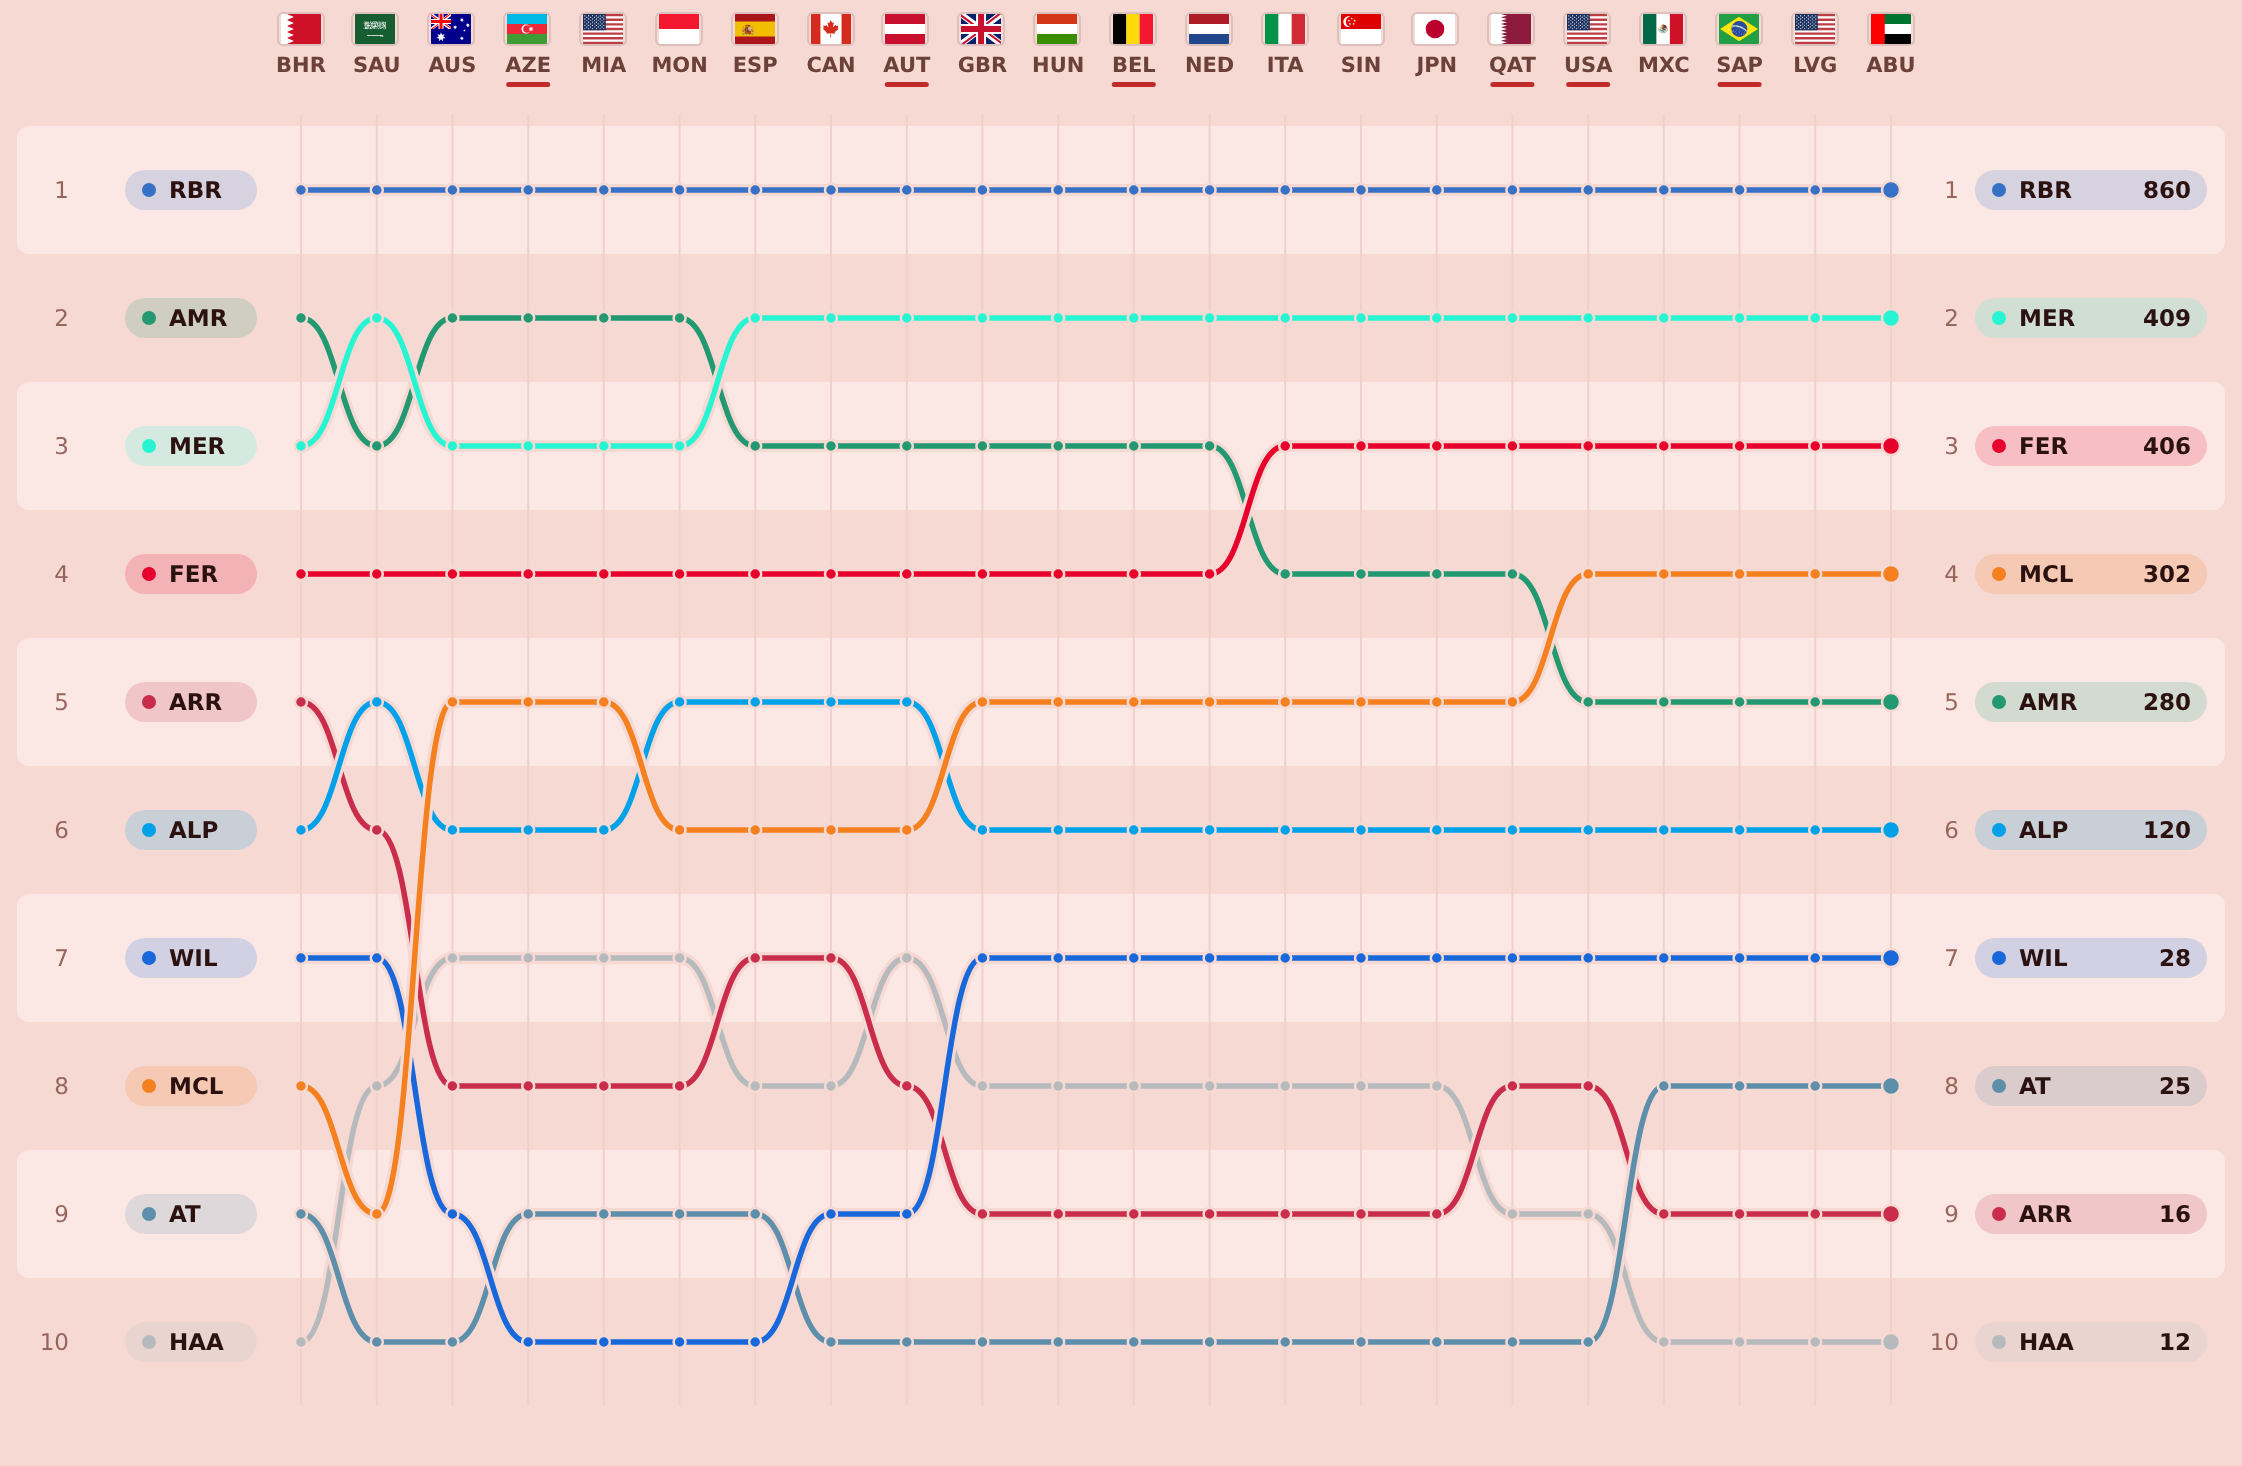 BHR SAU AUS AZE MIA MON ESP CAN AUT GBR HUN BEL NED ITA SIN JPN QAT USA MXC SAP LVG ABU
1 RBR 1 RBR 860
2 AMR 2 MER 409
3 MER 3 FER 406
4 FER 4 MCL 302
5 ARR 5 AMR 280
6 ALP 6 ALP 120
7 WIL 7 WIL 28
8 MCL 8 AT 25
9 AT 9 ARR 16
10 HAA 10 HAA 12